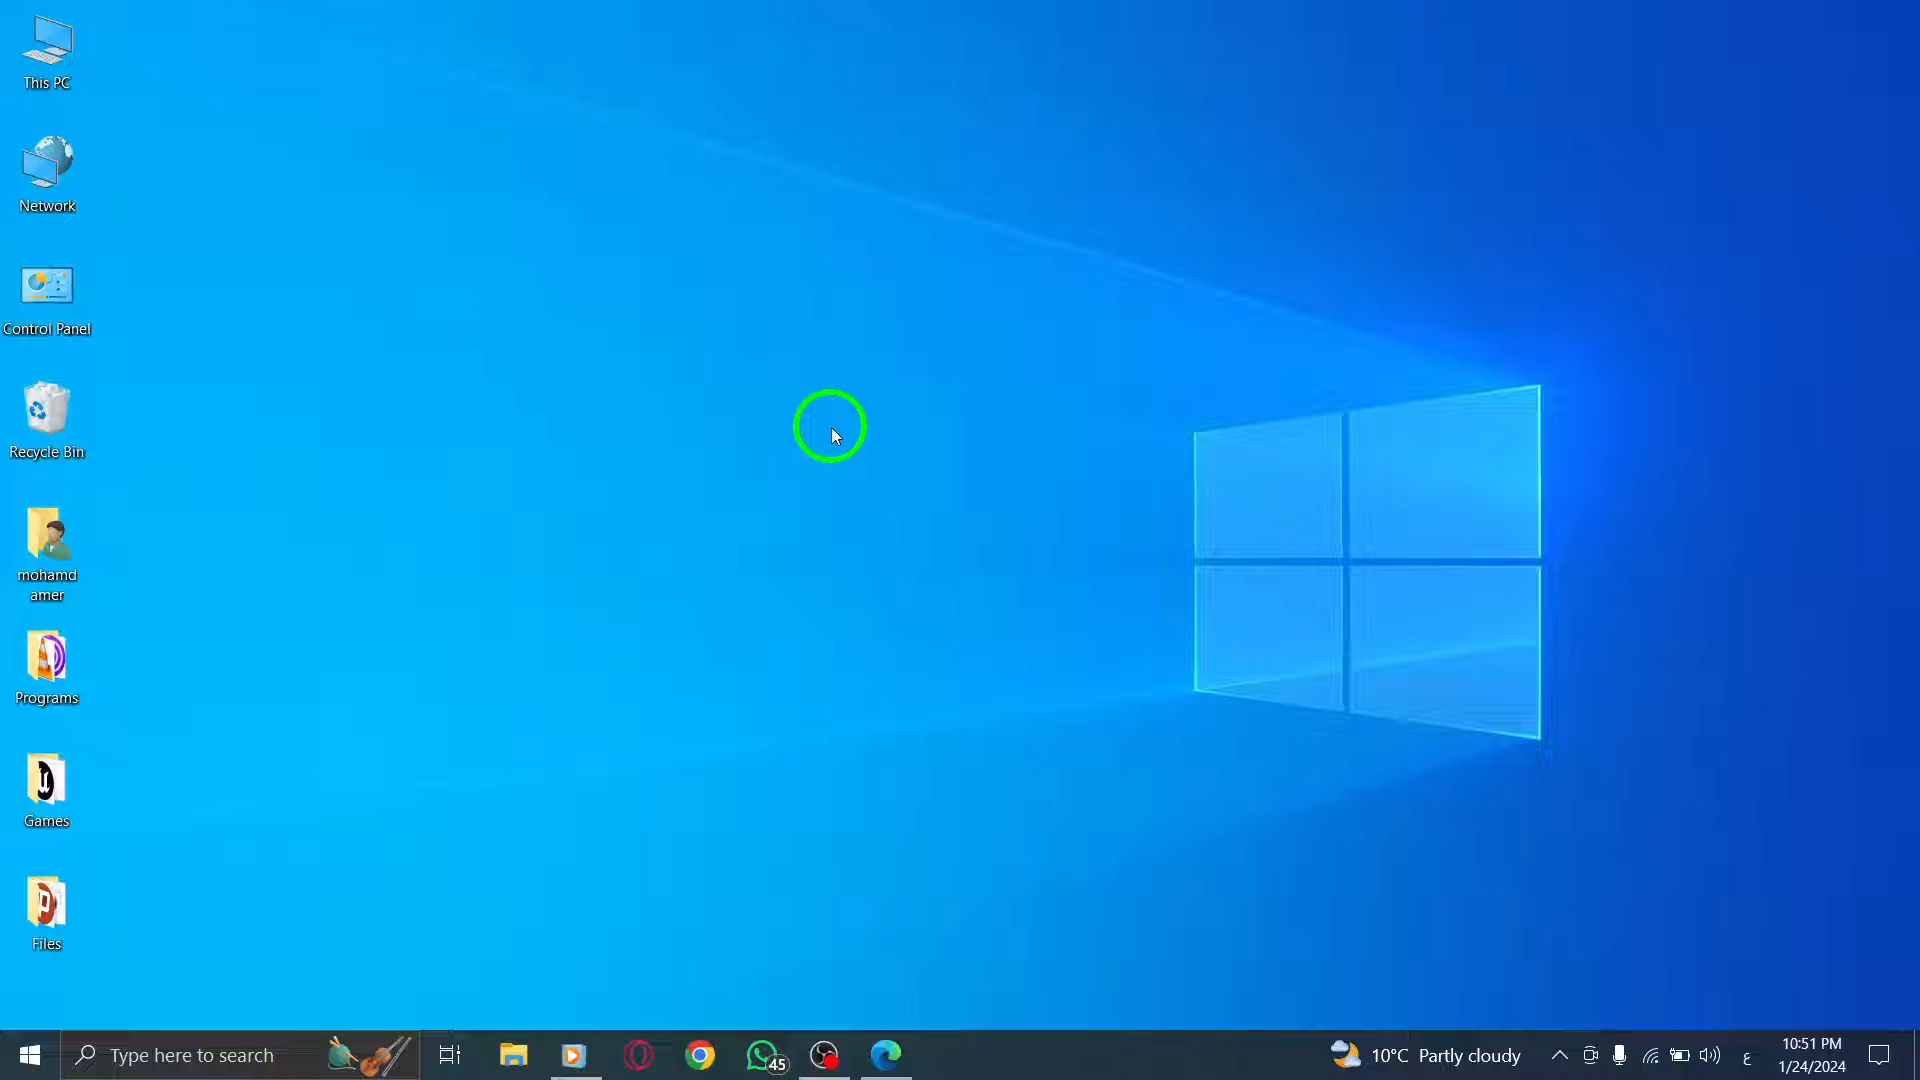 This PC
Network
Control Panel
Recycle Bin
mohamd
amer
Programs
Games
Files
Type here to search
45
10°C Partly cloudy
ع
10:51 PM
1/24/2024